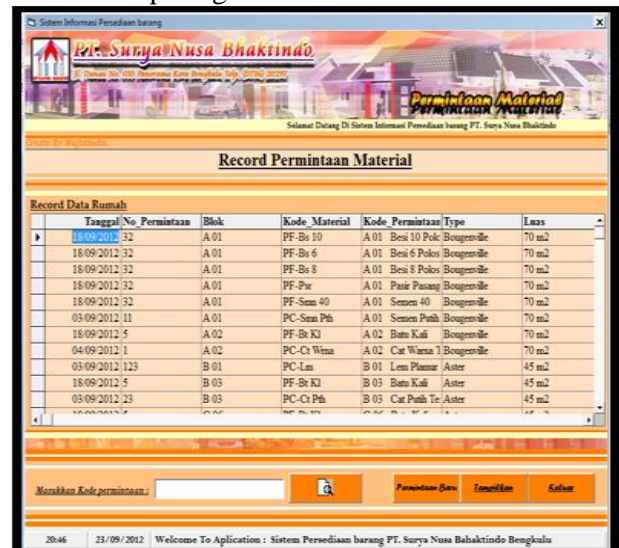 Sistem Informasi Persediaan barang
PT. Surya Nusa Bhaktindo
Permintaan Material
Selamat Datang Di Sistem Informasi Persediaan barang PT. Surya Nusa Bhaktindo
Record Permintaan Material
Record Data Rumah
Tanggal No_Permintaan Blok Kode_Material Kode_Permintaan Type Luas
18/09/2012 32 A 01 PF-Bs 10 A 01 Besi 10 Polc Bougenville 70 m2
18/09/2012 32 A 01 PF-Bs 6 A 01 Besi 6 Polos Bougenville 70 m2
18/09/2012 32 A 01 PF-Bs 8 A 01 Besi 8 Polos Bougenville 70 m2
18/09/2012 32 A 01 PF-Psr A 01 Pasir Pasang Bougenville 70 m2
18/09/2012 32 A 01 PF-Smn 40 A 01 Semen 40 Bougenville 70 m2
03/09/2012 11 A 01 PC-Smn Pth A 01 Semen Putih Bougenville 70 m2
18/09/2012 5 A 02 PF-Bt Kl A 02 Batu Kali Bougenville 70 m2
04/09/2012 1 A 02 PC-Ct Wrna A 02 Cat Warna T Bougenville 70 m2
03/09/2012 123 B 01 PC-Lm B 01 Lem Plamur Aster 45 m2
18/09/2012 5 B 03 PF-Bt Kl B 03 Batu Kali Aster 45 m2
03/09/2012 23 B 03 PC-Ct Pth B 03 Cat Putih Te Aster 45 m2
Masukkan Kode permintaan :
Permintaan Baru Tampilkan Keluar
20:46 23/09/2012 Welcome To Aplication : Sistem Persediaan barang PT. Surya Nusa Bahaktindo Bengkulu